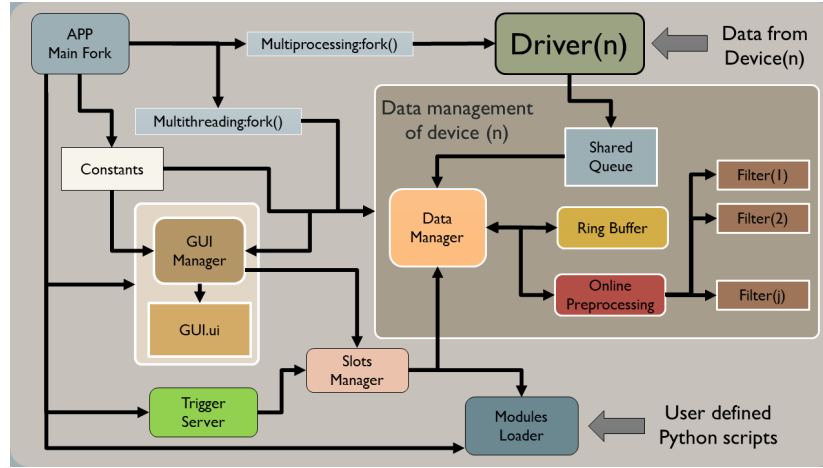 APP
Main Fork
Multiprocessing:fork()
Driver(n)
Data from
Device(n)
Multithreading:fork()
Data management
of device (n)
Shared
Queue
Constants
Filter(1)
Data
Manager
Ring Buffer
Filter(2)
GUI
Manager
Online
Preprocessing
Filter(j)
GUI.ui
Slots
Manager
Trigger
Server
Modules
Loader
User defined
Python scripts